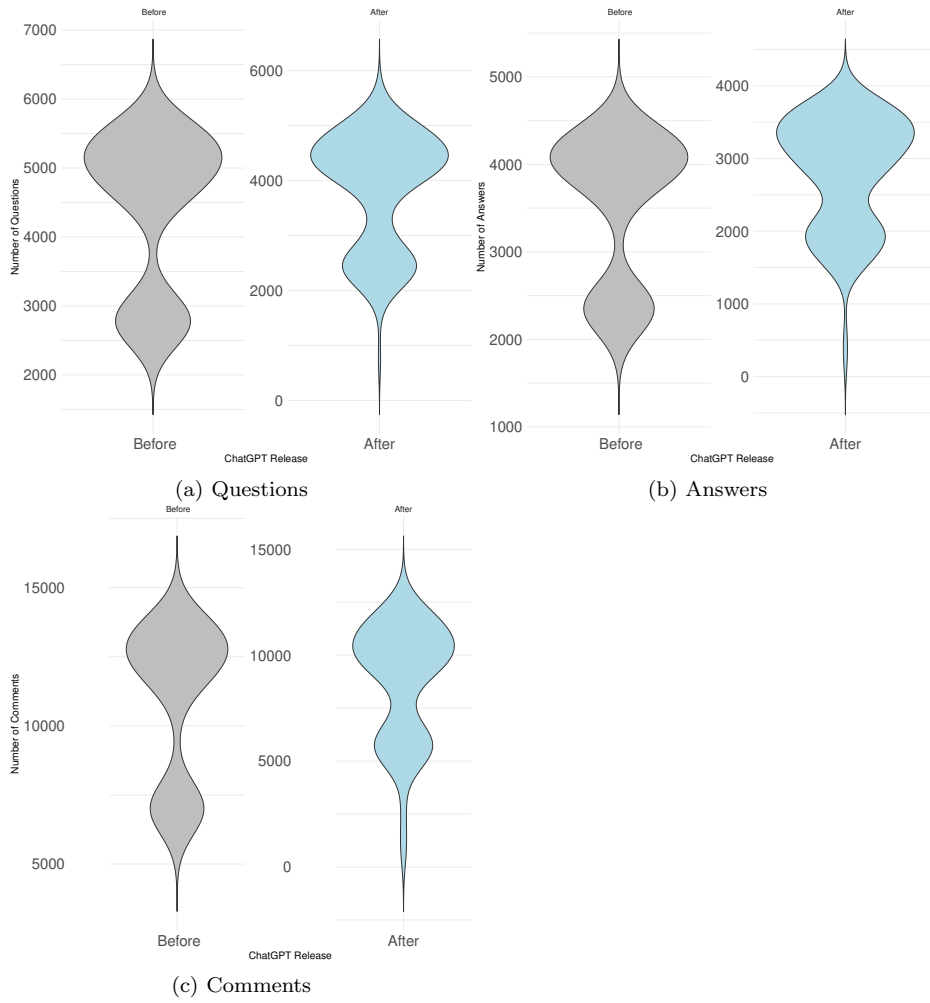 Before
After
7000
6000
5000
4000
3000
2000
Number of Questions
6000
4000
2000
0
Before
After
ChatGPT Release
(a) Questions
Before
After
5000
4000
3000
2000
1000
Number of Answers
4000
3000
2000
1000
0
Before
After
ChatGPT Release
(b) Answers
Before
After
15000
10000
5000
Number of Comments
15000
10000
5000
0
Before
After
ChatGPT Release
(c) Comments